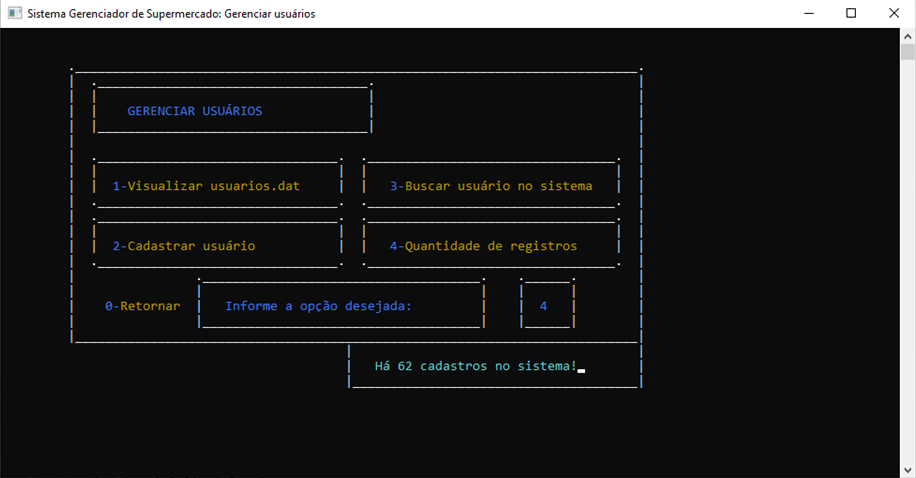 Sistema Gerenciador de Supermercado: Gerenciar usuários
GERENCIAR USUÁRIOS
1-Visualizar usuarios.dat 3-Buscar usuário no sistema
2-Cadastrar usuário 4-Quantidade de registros
0-Retornar Informe a opção desejada: 4
Há 62 cadastros no sistema!